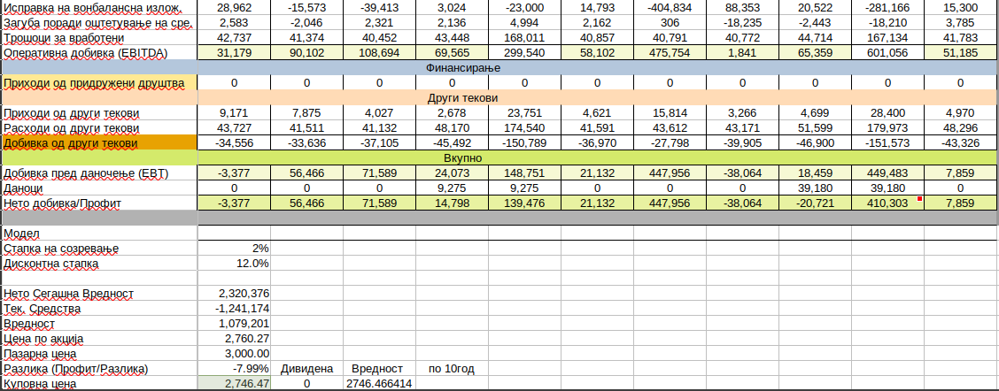 Исправка на вонбалансна излож. 28,962 -15,573 -39,413 3,024 -23,000 14,793 -404,834 88,353 20,522 -281,166 15,300
Загуба поради оштетување на сре. 2,583 -2,046 2,321 2,136 4,994 2,162 306 -18,235 -2,443 -18,210 3,785
Трошоци за вработени 42,737 41,374 40,452 43,448 168,011 40,857 40,791 40,772 44,714 167,134 41,783
Оперативна добивка (EBITDA) 31,179 90,102 108,694 69,565 299,540 58,102 475,754 1,841 65,359 601,056 51,185
Финансирање
Приходи од придружени друштва 0 0 0 0 0 0 0 0 0 0 0
Други текови
Приходи од други текови 9,171 7,875 4,027 2,678 23,751 4,621 15,814 3,266 4,699 28,400 4,970
Расходи од други текови 43,727 41,511 41,132 48,170 174,540 41,591 43,612 43,171 51,599 179,973 48,296
Добивка од други текови -34,556 -33,636 -37,105 -45,492 -150,789 -36,970 -27,798 -39,905 -46,900 -151,573 -43,326
Вкупно
Добивка пред даночење (EBT) -3,377 56,466 71,589 24,073 148,751 21,132 447,956 -38,064 18,459 449,483 7,859
Даноци 0 0 0 9,275 9,275 0 0 0 39,180 39,180 0
Нето добивка/Профит -3,377 56,466 71,589 14,798 139,476 21,132 447,956 -38,064 -20,721 410,303 7,859
Модел
Стапка на созревање 2%
Дисконтна стапка 12.0%
Нето Сегашна Вредност 2,320,376
Тек. Средства -1,241,174
Вредност 1,079,201
Цена по акција 2,760.27
Пазарна цена 3,000.00
Разлика (Профит/Разлика) -7.99% Дивидена Вредност по 10год
Куповна цена 2,746.47 0 2746.466414